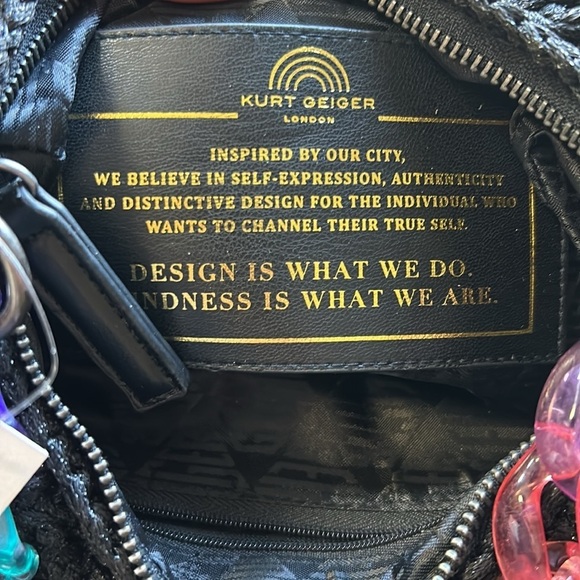 KURT GEIGER
LONDON
INSPIRED BY OUR CITY,
WE BELIEVE IN SELF-EXPRESSION, AUTHENTICITY
AND DISTINCTIVE DESIGN FOR THE INDIVIDUAL WHO
WANTS TO CHANNEL THEIR TRUE SELF.
DESIGN IS WHAT WE DO.
KINDNESS IS WHAT WE ARE.